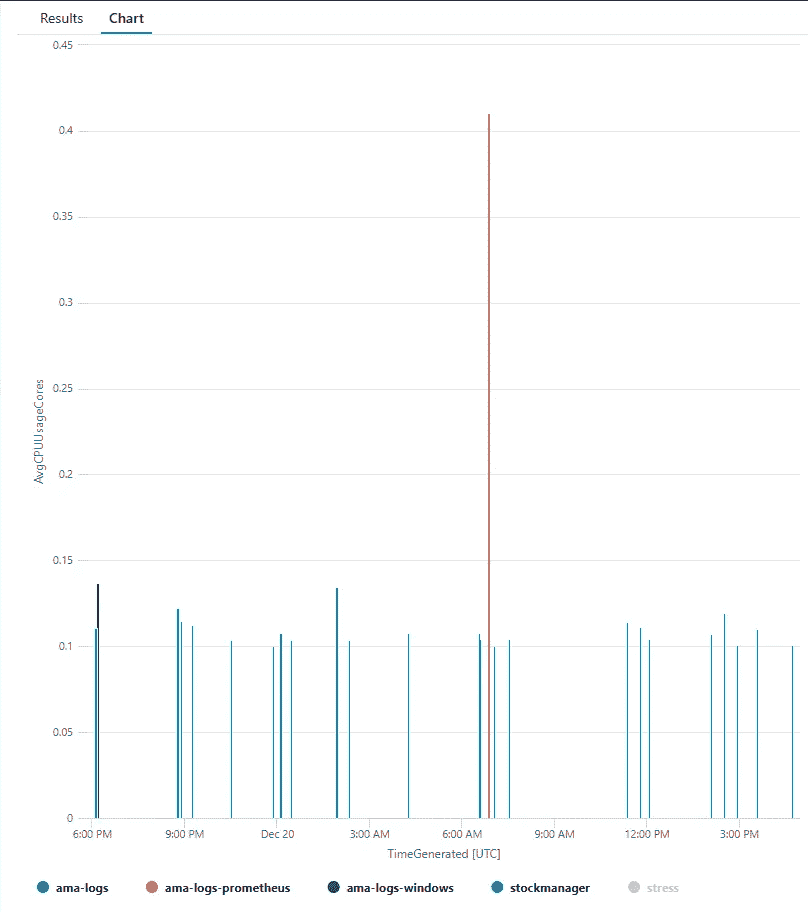 Results Chart
0.45
0.4
0.35
0.3
0.25
0.2
0.15
0.1
0.05
0
AvgCPUUsageCores
6:00 PM 9:00 PM Dec 20 3:00 AM 6:00 AM 9:00 AM 12:00 PM 3:00 PM
TimeGenerated [UTC]
ama-logs ama-logs-prometheus ama-logs-windows stockmanager stress